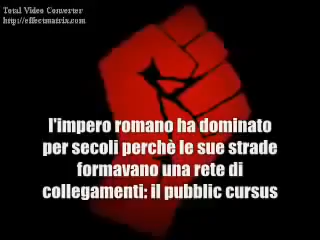 Total Video Converter
http://effectmatrix.com
l'impero romano ha dominato
per secoli perchè le sue strade
formavano una rete di
collegamenti: il pubblic cursus